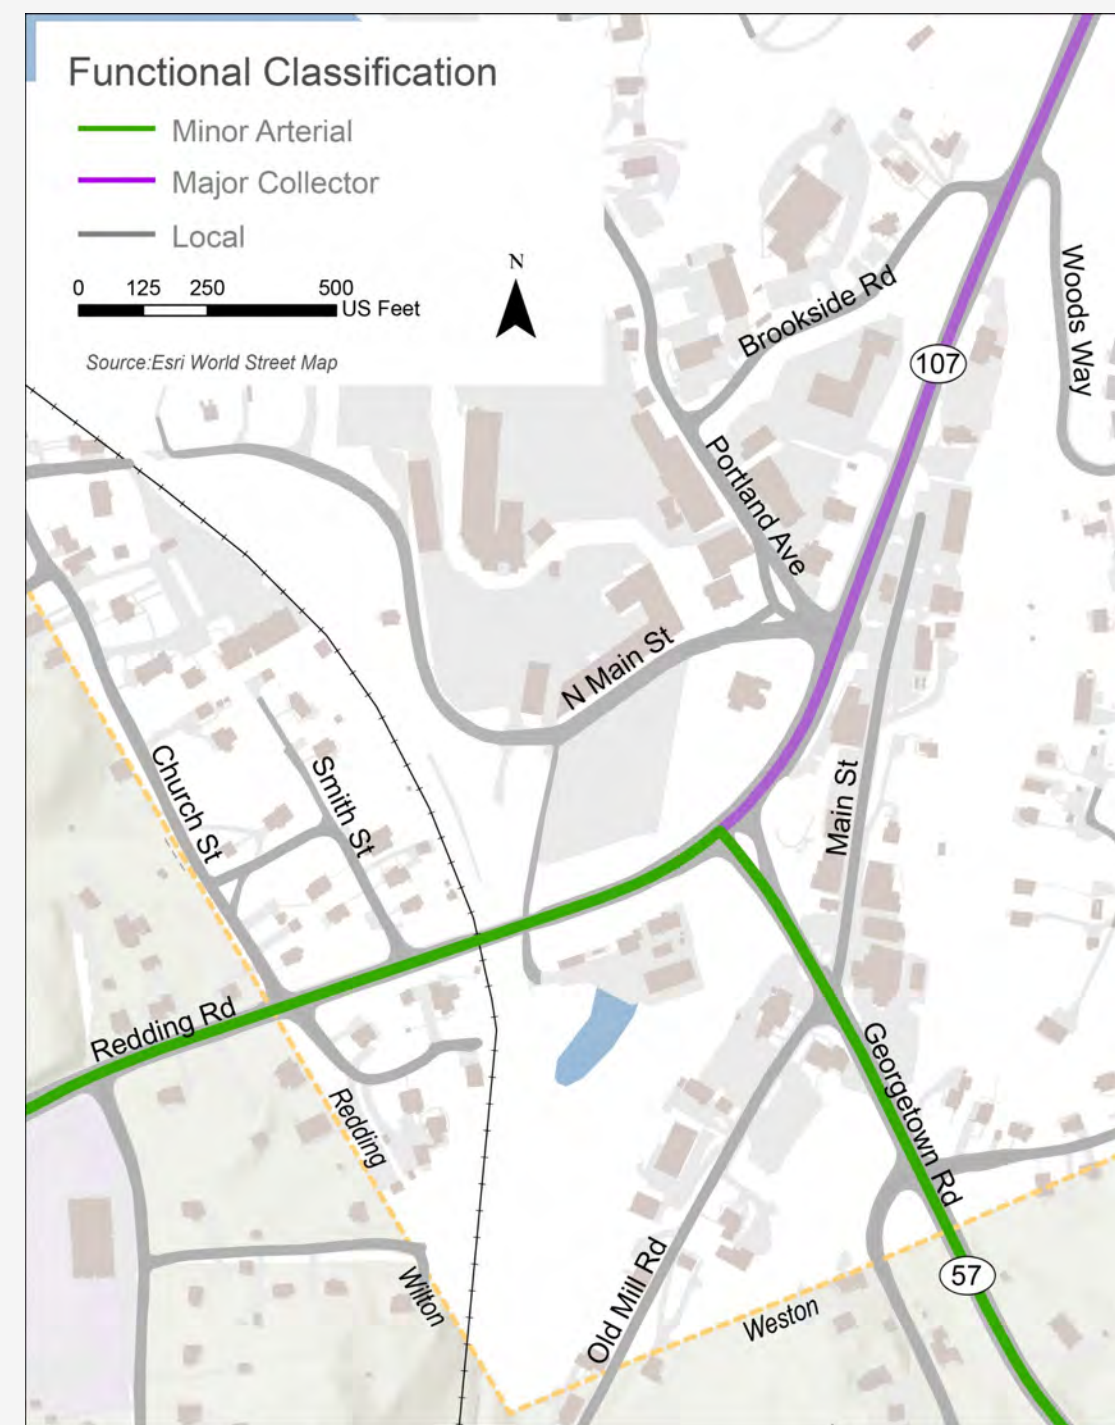 Functional Classification
Minor Arterial
Major Collector
Local
0 125 250 500
US Feet
N
Source:Esri World Street Map
Brookside Rd
Woods Way
107
Portland Ave
N Main St
Church St
Smith St
Main St
Redding Rd
Redding
Georgetown Rd
Wilton
Old Mill Rd
Weston
57